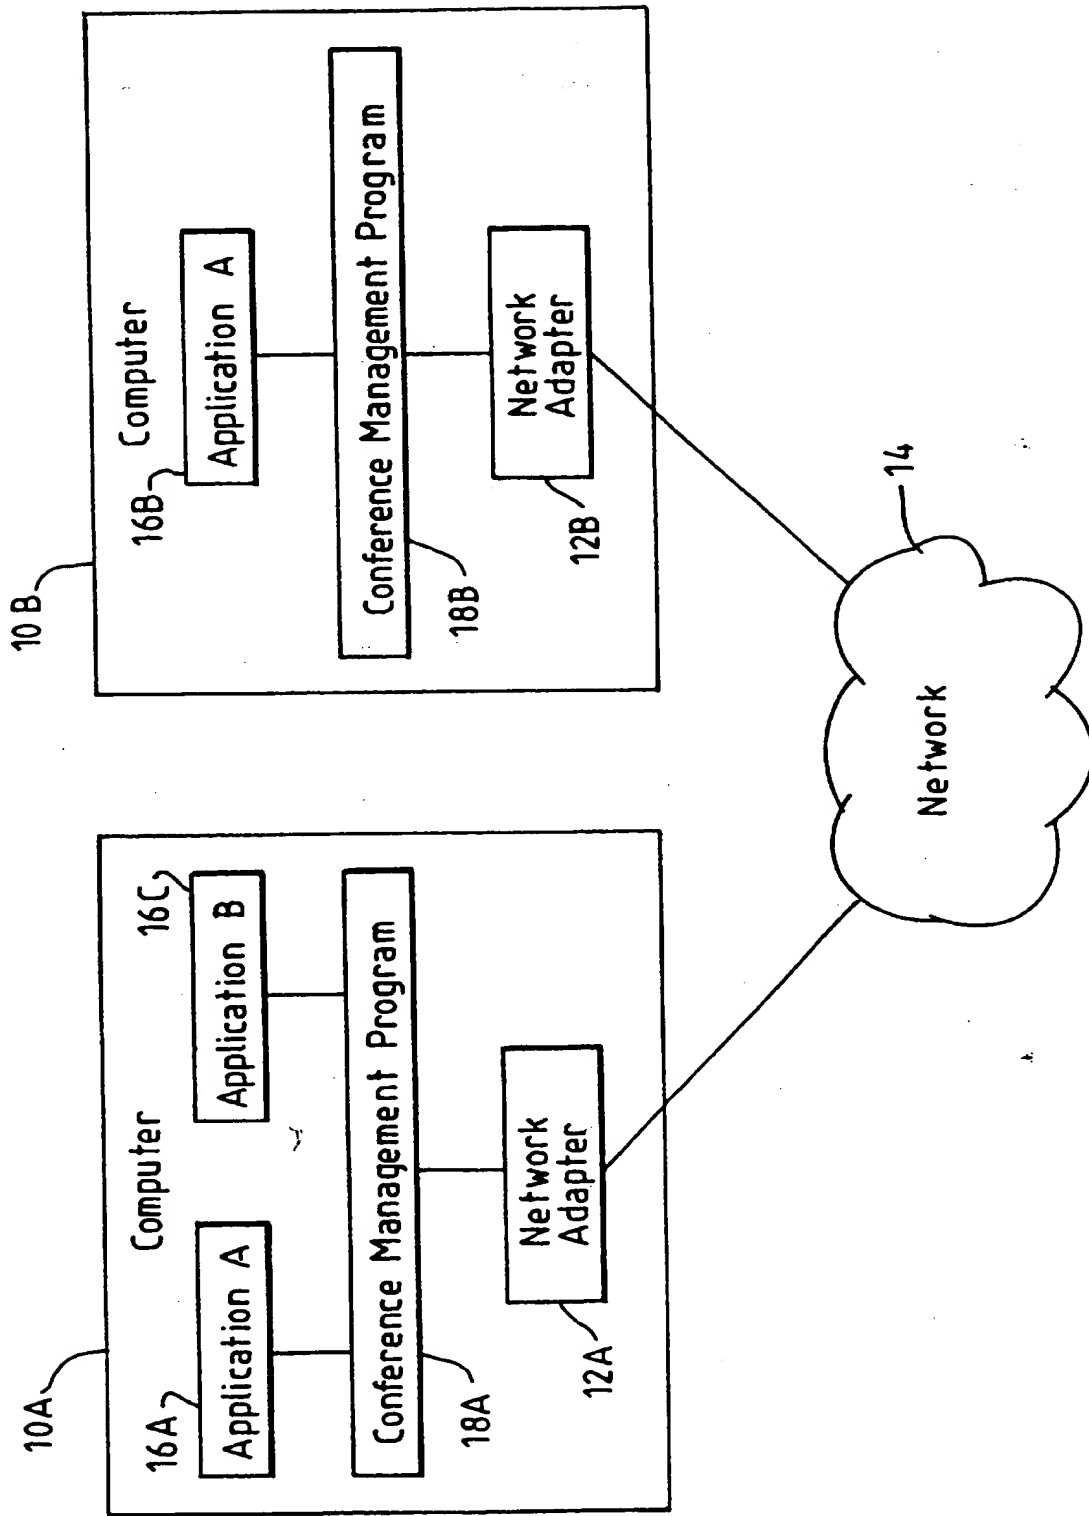 10A
10 B
Computer
16A
Application A
16C
Application B
Conference Management Program
18A
Network
Adapter
12A
Computer
16B
Application A
Conference Management Program
18B
Network
Adapter
12B
Network
14